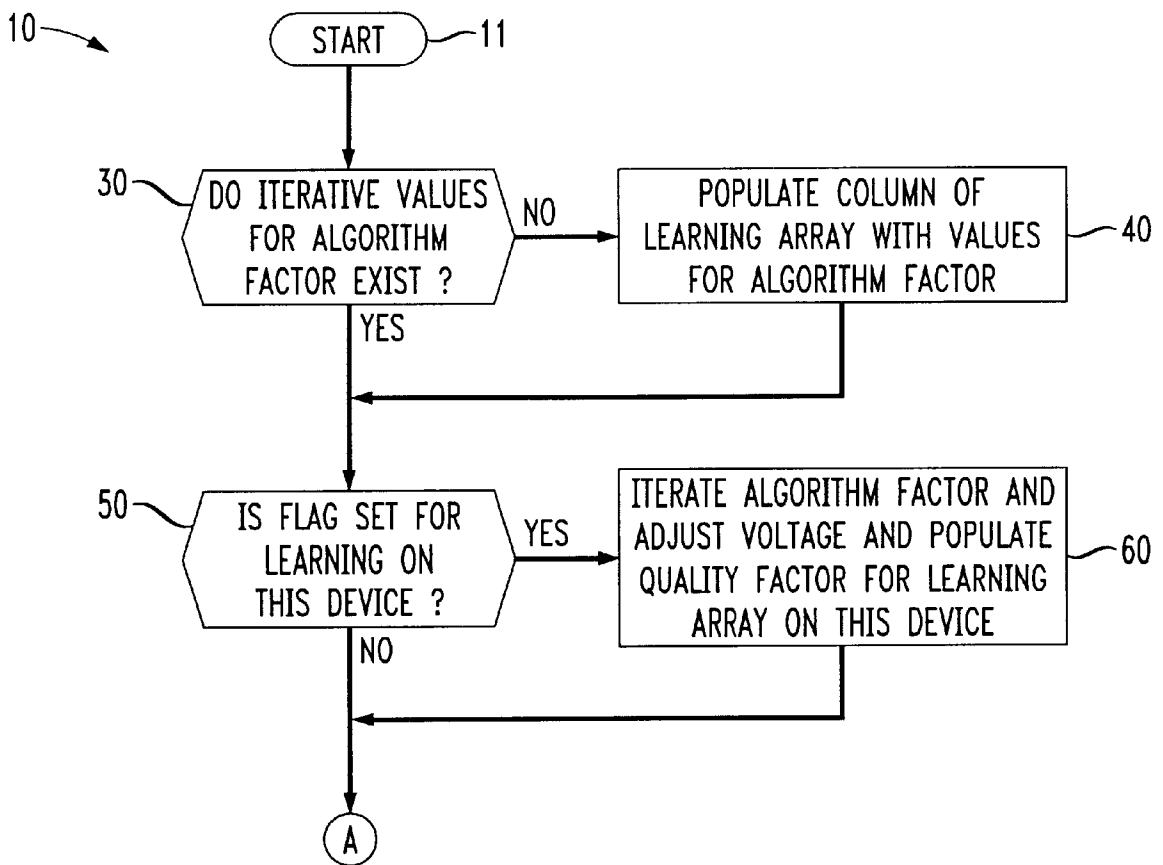 10
START
11
30
DO ITERATIVE VALUES
FOR ALGORITHM
FACTOR EXIST ?
NO
POPULATE COLUMN OF
LEARNING ARRAY WITH VALUES
FOR ALGORITHM FACTOR
40
YES
50
IS FLAG SET FOR
LEARNING ON
THIS DEVICE ?
YES
ITERATE ALGORITHM FACTOR AND
ADJUST VOLTAGE AND POPULATE
QUALITY FACTOR FOR LEARNING
ARRAY ON THIS DEVICE
60
NO
A